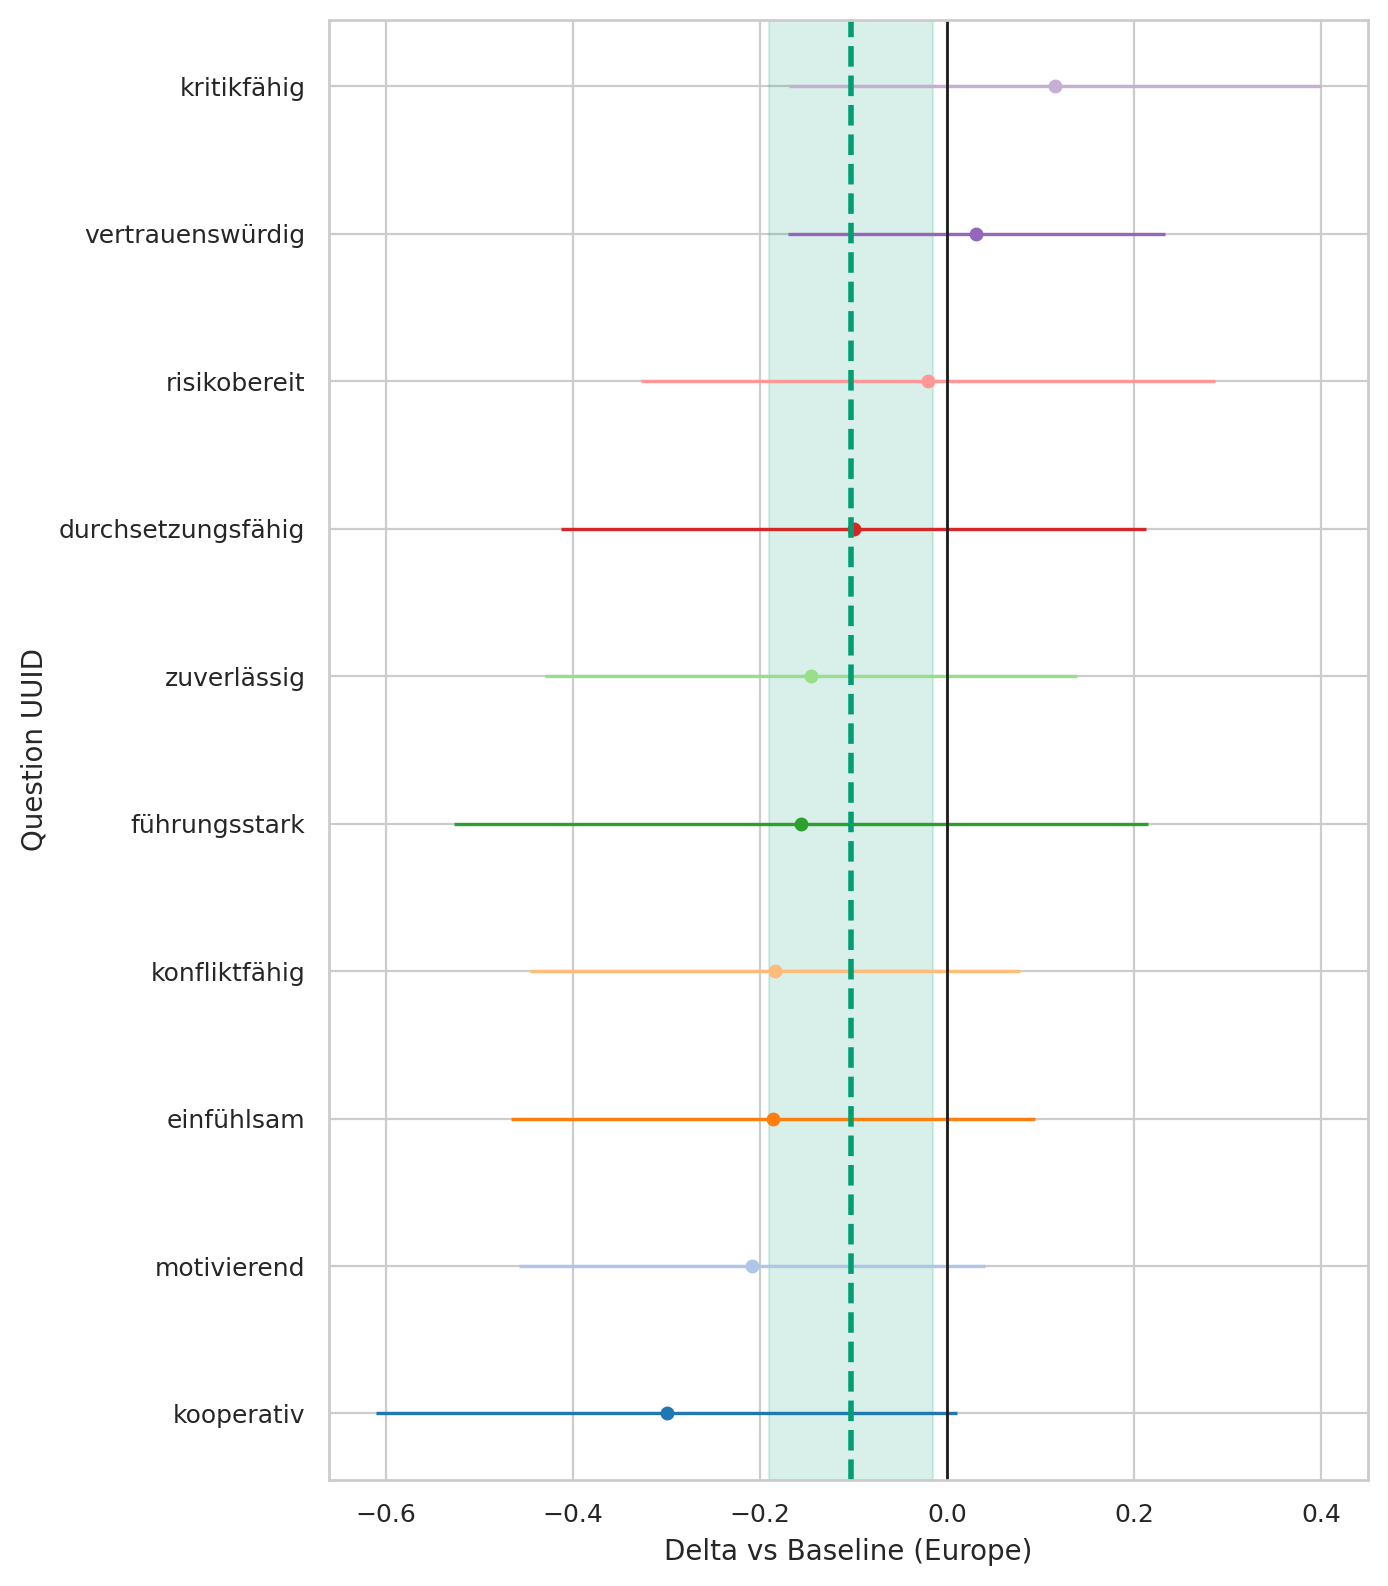 kritikfähig
vertrauenswürdig
risikobereit
durchsetzungsfähig
zuverlässig
führungsstark
konfliktfähig
einfühlsam
motivierend
kooperativ
Question UUID
−0.6 −0.4 −0.2 0.0 0.2 0.4
Delta vs Baseline (Europe)